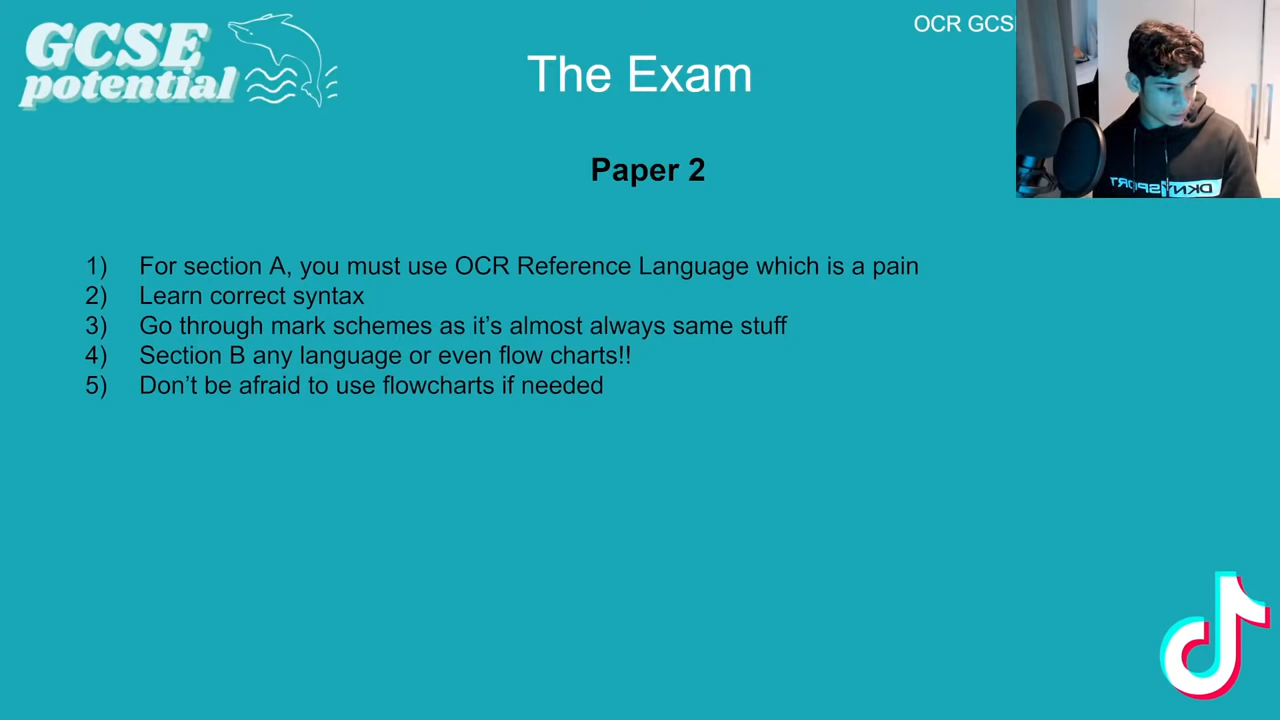 GCSE
potential
OCR GCS
The Exam
Paper 2
1) For section A, you must use OCR Reference Language which is a pain
2) Learn correct syntax
3) Go through mark schemes as it's almost always same stuff
4) Section B any language or even flow charts!!
5) Don't be afraid to use flowcharts if needed
DKNY SPORT